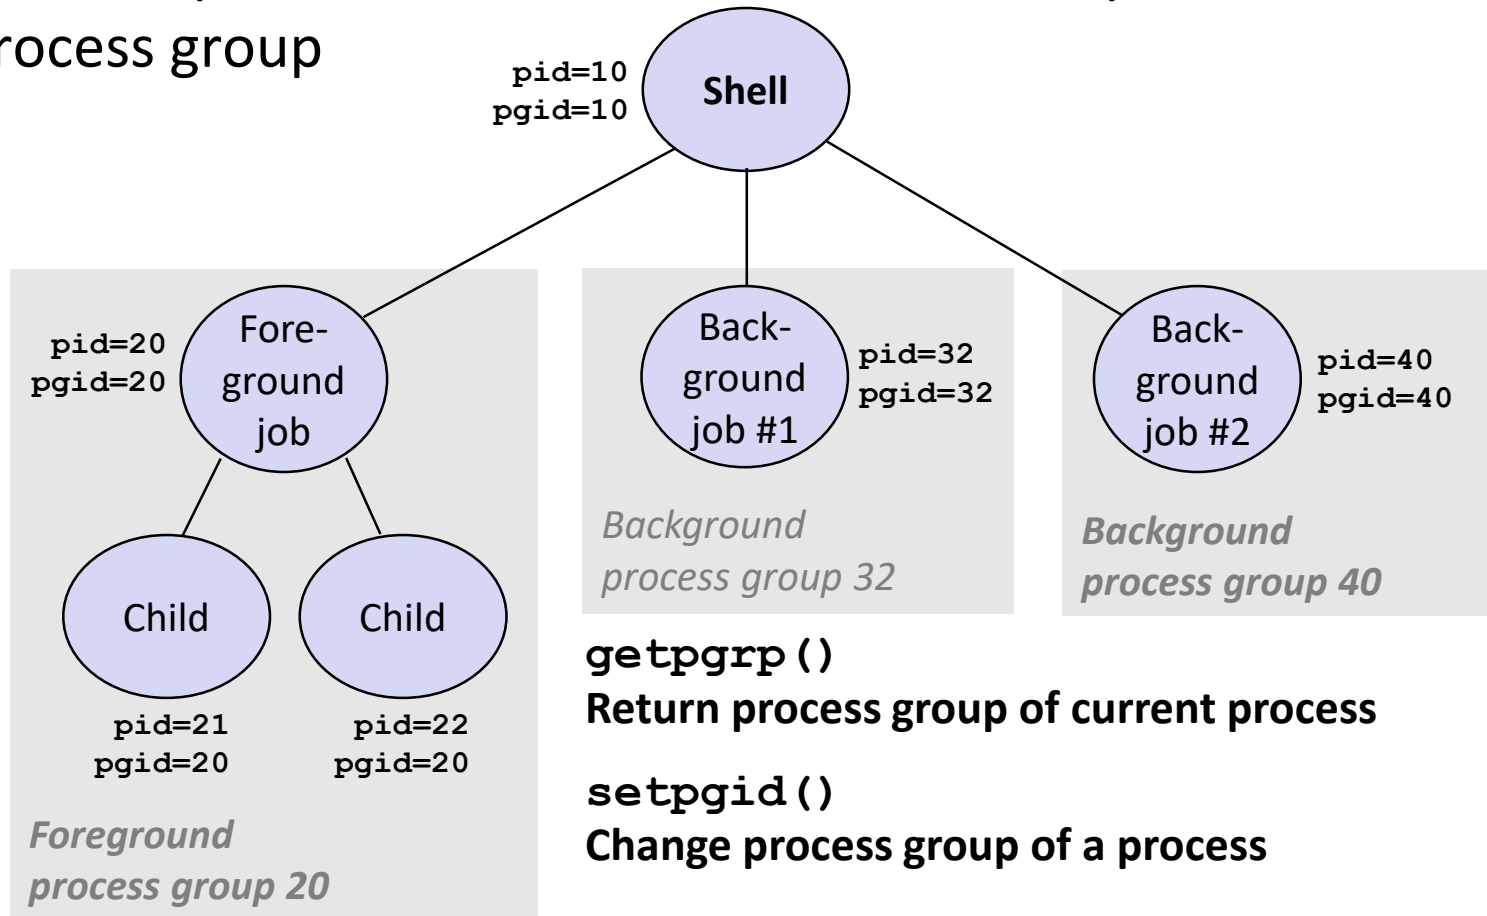 rocess group
pid=10
pgid=10
Shell
pid=20
pgid=20
Fore-
ground
job
Back-
ground
job #1
pid=32
pgid=32
Back-
ground
job #2
pid=40
pgid=40
Background
process group 32
Background
process group 40
Child
Child
pid=21
pgid=20
pid=22
pgid=20
Foreground
process group 20
getpgrp()
Return process group of current process
setpgid()
Change process group of a process